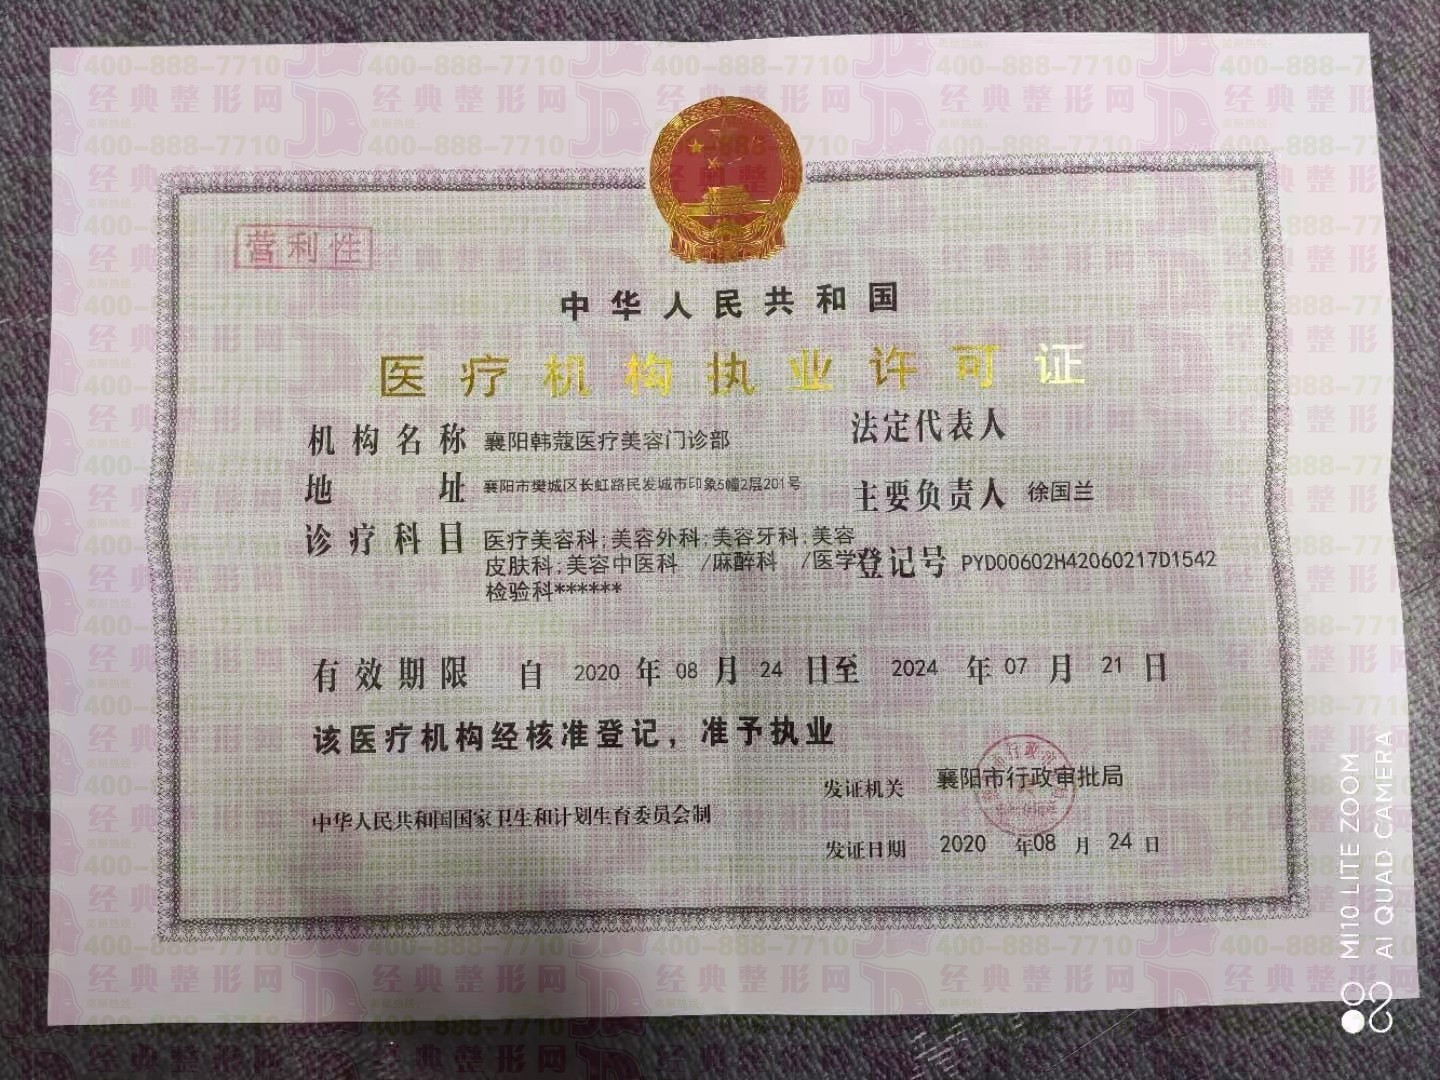 营利性
中华人民共和国
医疗机构执业许可证
机构名称 襄阳韩蔻医疗美容门诊部
法定代表人
地址 襄阳市樊城区长虹路民发城市印象5幢2层201号
主要负责人 徐国兰
诊疗科目 医疗美容科;美容外科;美容牙科;美容
皮肤科;美容中医科 /麻醉科 /医学
检验科******
登记号 PYD00602H42060217D1542
有效期限 自 2020 年 08 月 24 日至 2024 年 07 月 21 日
该医疗机构经核准登记，准予执业
发证机关 襄阳市行政审批局
中华人民共和国国家卫生和计划生育委员会制
发证日期 2020 年 08 月 24 日
400-888-7710
经典整形网
MI 10 LITE ZOOM
AI QUAD CAMERA